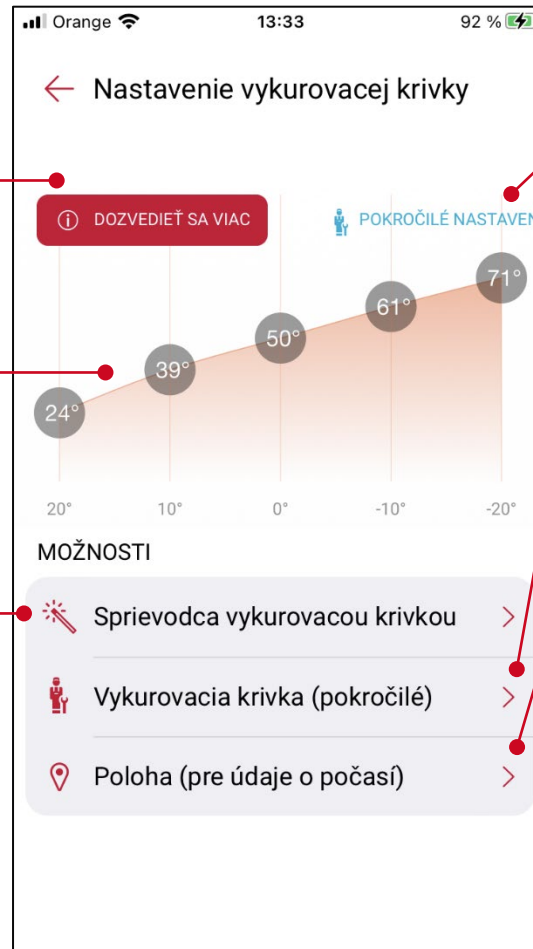 Orange 13:33 92 %
Nastavenie vykurovacej krivky
DOZVEDIEŤ SA VIAC POKROČILÉ NASTAVEN
71°
61°
50°
39°
24°
20° 10° 0° -10° -20°
MOŽNOSTI
Sprievodca vykurovacou krivkou
Vykurovacia krivka (pokročilé)
Poloha (pre údaje o počasí)